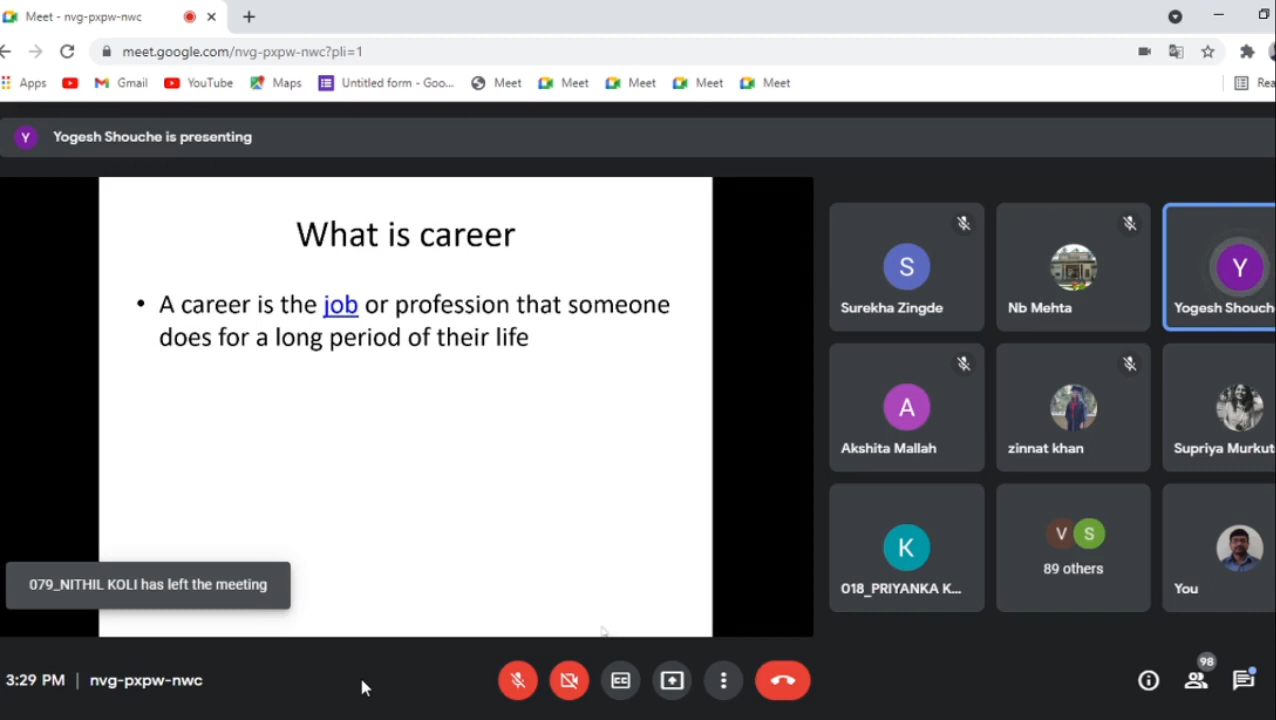 Meet - nvg-pxpw-nwc
meet.google.com/nvg-pxpw-nwc?pli=1
Apps
Gmail
YouTube
Maps
Untitled form - Goo...
Meet
Meet
Meet
Meet
Meet
Rea
Y
Yogesh Shouche is presenting
What is career
• A career is the job or profession that someone
does for a long period of their life
S
Surekha Zingde
Nb Mehta
Y
Yogesh Shouch
A
Akshita Mallah
zinnat khan
Supriya Murkut
K
018_PRIYANKA K...
V S
89 others
You
079_NITHIL KOLI has left the meeting
3:29 PM | nvg-pxpw-nwc
CC
98